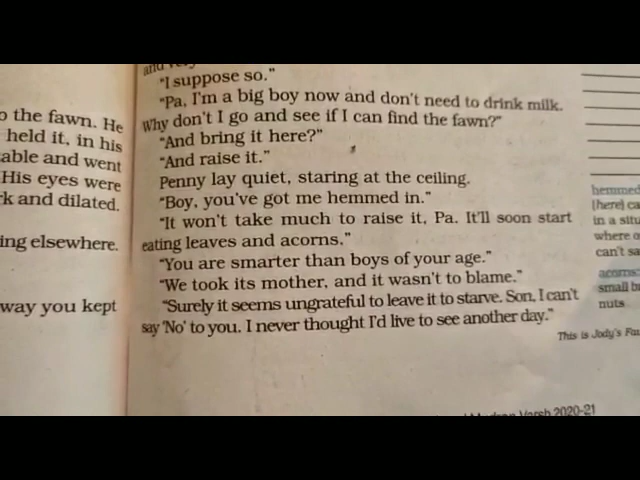 o the fawn. He
held it, in his
able and went
His eyes were
k and dilated.
ing elsewhere.
way you kept
"I suppose so."
"Pa, I'm a big boy now and don't need to drink milk.
Why don't I go and see if I can find the fawn?"
"And bring it here?"
"And raise it."
Penny lay quiet, staring at the ceiling.
"Boy, you've got me hemmed in."
"It won't take much to raise it, Pa. It'll soon start
eating leaves and acorns."
"You are smarter than boys of your age."
"We took its mother, and it wasn't to blame."
"Surely it seems ungrateful to leave it to starve. Son, I can't
say 'No' to you. I never thought I'd live to see another day."
This is Jody's
2020-21
hemmed
(here) ca
in a situ
where o
can't sa
acorns:
small
nuts